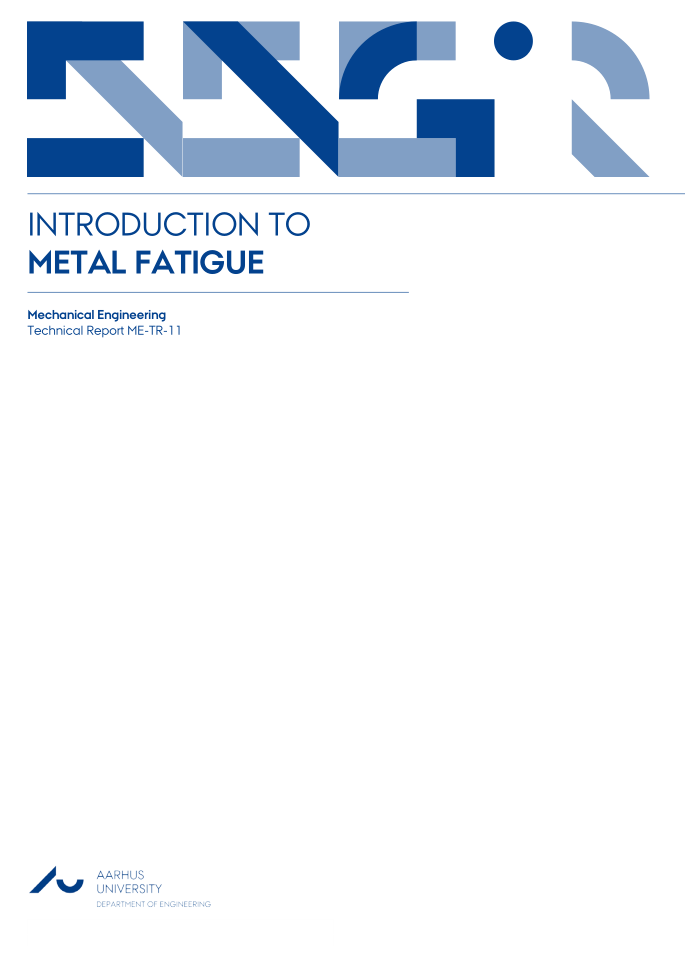 INTRODUCTION TO
METAL FATIGUE
Mechanical Engineering
Technical Report ME-TR-11
AARHUS
UNIVERSITY
DEPARTMENT OF ENGINEERING